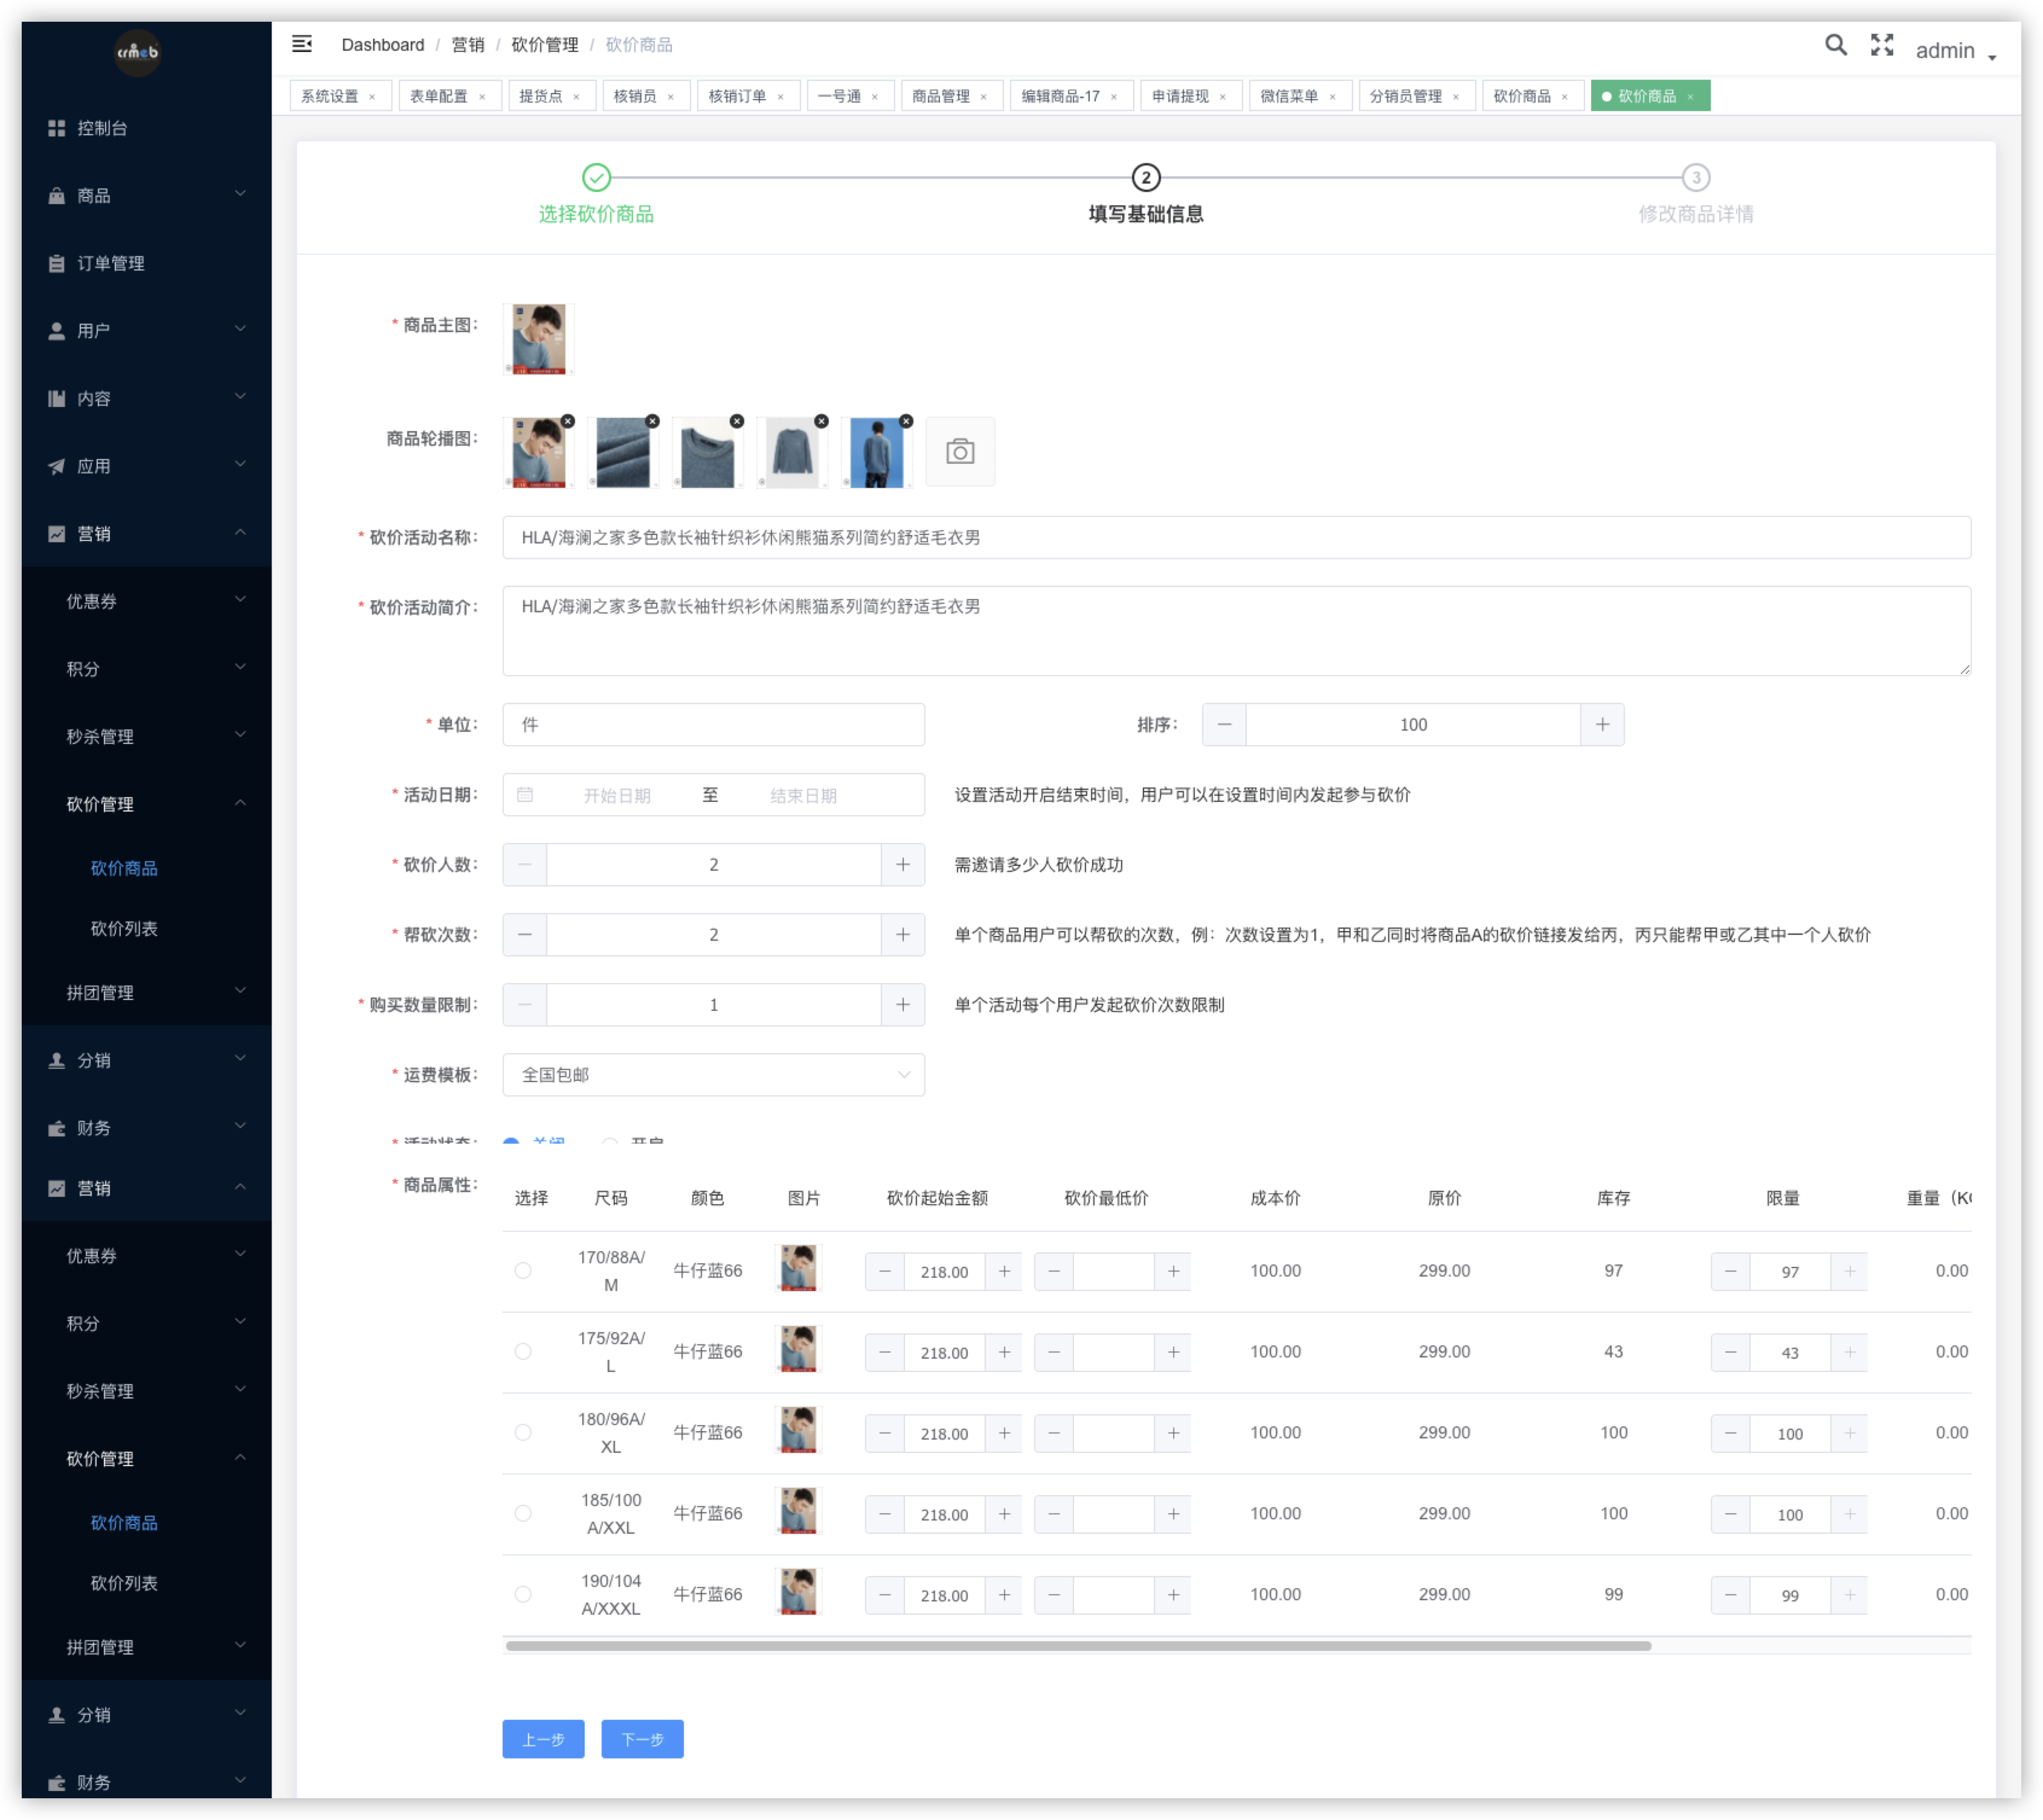 crmeb
Dashboard / 营销 / 砍价管理 / 砍价商品
admin
系统设置 × 表单配置 × 提货点 × 核销员 × 核销订单 × 一号通 × 商品管理 × 编辑商品-17 × 申请提现 × 微信菜单 × 分销员管理 × 砍价商品 × 砍价商品 ×
控制台
商品
订单管理
用户
内容
应用
营销
优惠券
积分
秒杀管理
砍价管理
砍价商品
砍价列表
拼团管理
分销
财务
营销
优惠券
积分
秒杀管理
砍价管理
砍价商品
砍价列表
拼团管理
分销
财务
选择砍价商品
2
填写基础信息
3
修改商品详情
* 商品主图：
商品轮播图：
* 砍价活动名称： HLA/海澜之家多色款长袖针织衫休闲熊猫系列简约舒适毛衣男
* 砍价活动简介： HLA/海澜之家多色款长袖针织衫休闲熊猫系列简约舒适毛衣男
* 单位： 件 排序： 100
* 活动日期： 开始日期 至 结束日期 设置活动开启结束时间，用户可以在设置时间内发起参与砍价
* 砍价人数： 2 需邀请多少人砍价成功
* 帮砍次数： 2 单个商品用户可以帮砍的次数，例：次数设置为1，甲和乙同时将商品A的砍价链接发给丙，丙只能帮甲或乙其中一个人砍价
* 购买数量限制： 1 单个活动每个用户发起砍价次数限制
* 运费模板： 全国包邮
* 活动状态： 关闭 开启
* 商品属性：
选择 尺码 颜色 图片 砍价起始金额 砍价最低价 成本价 原价 库存 限量 重量（K
170/88A/
M
牛仔蓝66 218.00 100.00 299.00 97 97 0.00
175/92A/
L
牛仔蓝66 218.00 100.00 299.00 43 43 0.00
180/96A/
XL
牛仔蓝66 218.00 100.00 299.00 100 100 0.00
185/100
A/XXL
牛仔蓝66 218.00 100.00 299.00 100 100 0.00
190/104
A/XXXL
牛仔蓝66 218.00 100.00 299.00 99 99 0.00
上一步 下一步